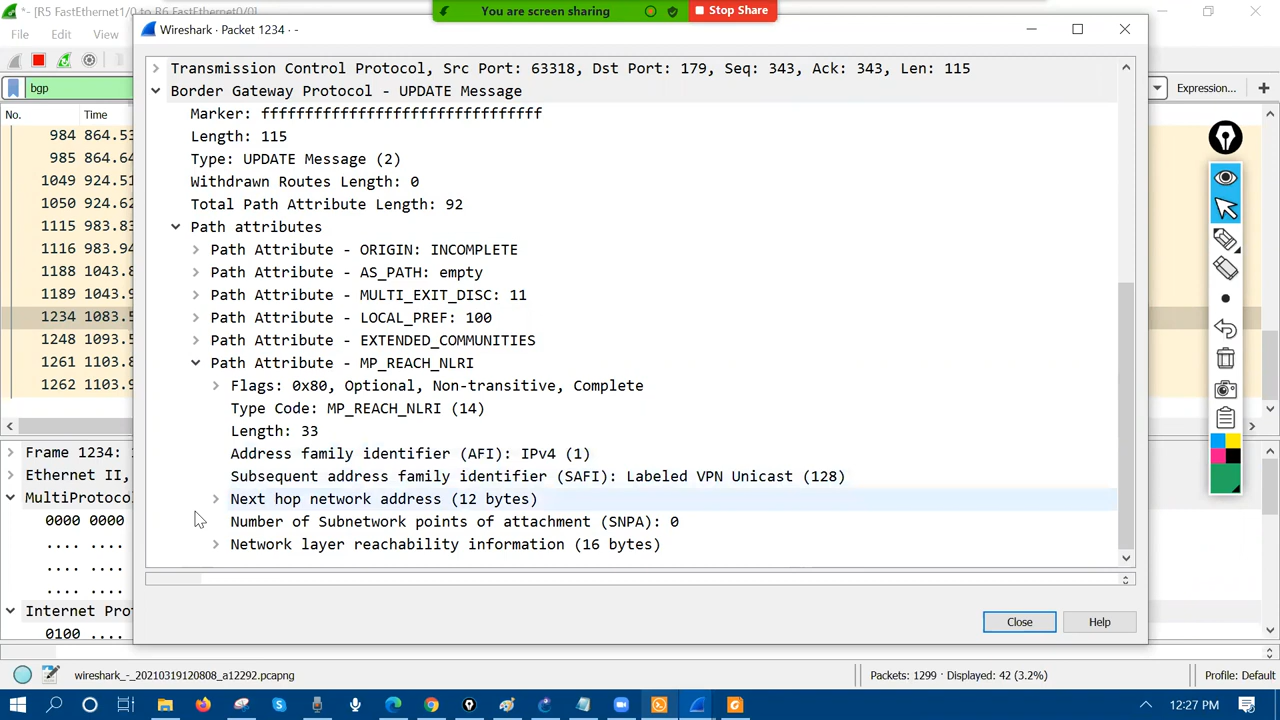 *- [R5 FastEthernet1/0 to R6 FastEthernet0/0]
You are screen sharing
Stop Share
File Edit View
Wireshark · Packet 1234 · -
bgp
Expression...
No. Time
984 864.53
985 864.64
1049 924.51
1050 924.62
1115 983.83
1116 983.94
1188 1043.8
1189 1043.9
1234 1083.5
1248 1093.5
1261 1103.8
1262 1103.9
Transmission Control Protocol, Src Port: 63318, Dst Port: 179, Seq: 343, Ack: 343, Len: 115
Border Gateway Protocol - UPDATE Message
Marker: ffffffffffffffffffffffffffffffff
Length: 115
Type: UPDATE Message (2)
Withdrawn Routes Length: 0
Total Path Attribute Length: 92
Path attributes
Path Attribute - ORIGIN: INCOMPLETE
Path Attribute - AS_PATH: empty
Path Attribute - MULTI_EXIT_DISC: 11
Path Attribute - LOCAL_PREF: 100
Path Attribute - EXTENDED_COMMUNITIES
Path Attribute - MP_REACH_NLRI
Flags: 0x80, Optional, Non-transitive, Complete
Type Code: MP_REACH_NLRI (14)
Length: 33
Address family identifier (AFI): IPv4 (1)
Subsequent address family identifier (SAFI): Labeled VPN Unicast (128)
Next hop network address (12 bytes)
Number of Subnetwork points of attachment (SNPA): 0
Network layer reachability information (16 bytes)
Frame 1234:
Ethernet II,
MultiProtoco
0000 0000
.... ....
.... ....
.... ....
Internet Pro
0100 ....
Close
Help
wireshark_-_20210319120808_a12292.pcapng
Packets: 1299 · Displayed: 42 (3.2%)
Profile: Default
12:27 PM